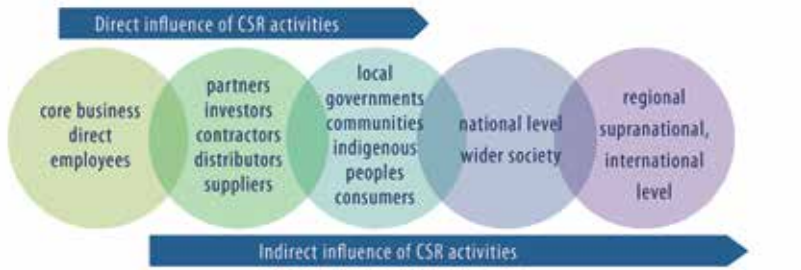 Direct influence of CSR activities
core business
direct
employees
partners
investors
contractors
distributors
suppliers
local
governments
communities
indigenous
peoples
consumers
national level
wider society
regional
supranational,
international
level
Indirect influence of CSR activities